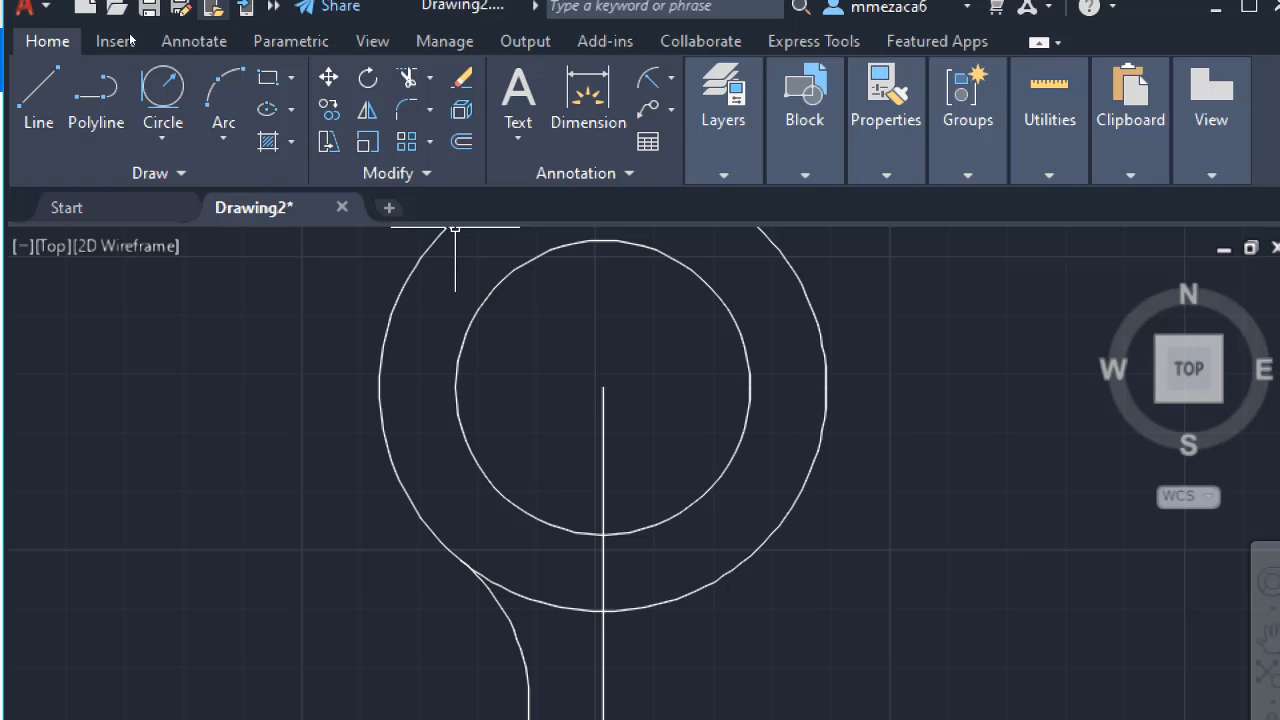 Share Drawing2.... Type a keyword or phrase mmezaca6
Home Insert Annotate Parametric View Manage Output Add-ins Collaborate Express Tools Featured Apps
Line Polyline Circle Arc Text Dimension Layers Block Properties Groups Utilities Clipboard View
Draw Modify Annotation
Start Drawing2*
[−][Top][2D Wireframe]
N
W TOP E
S
WCS